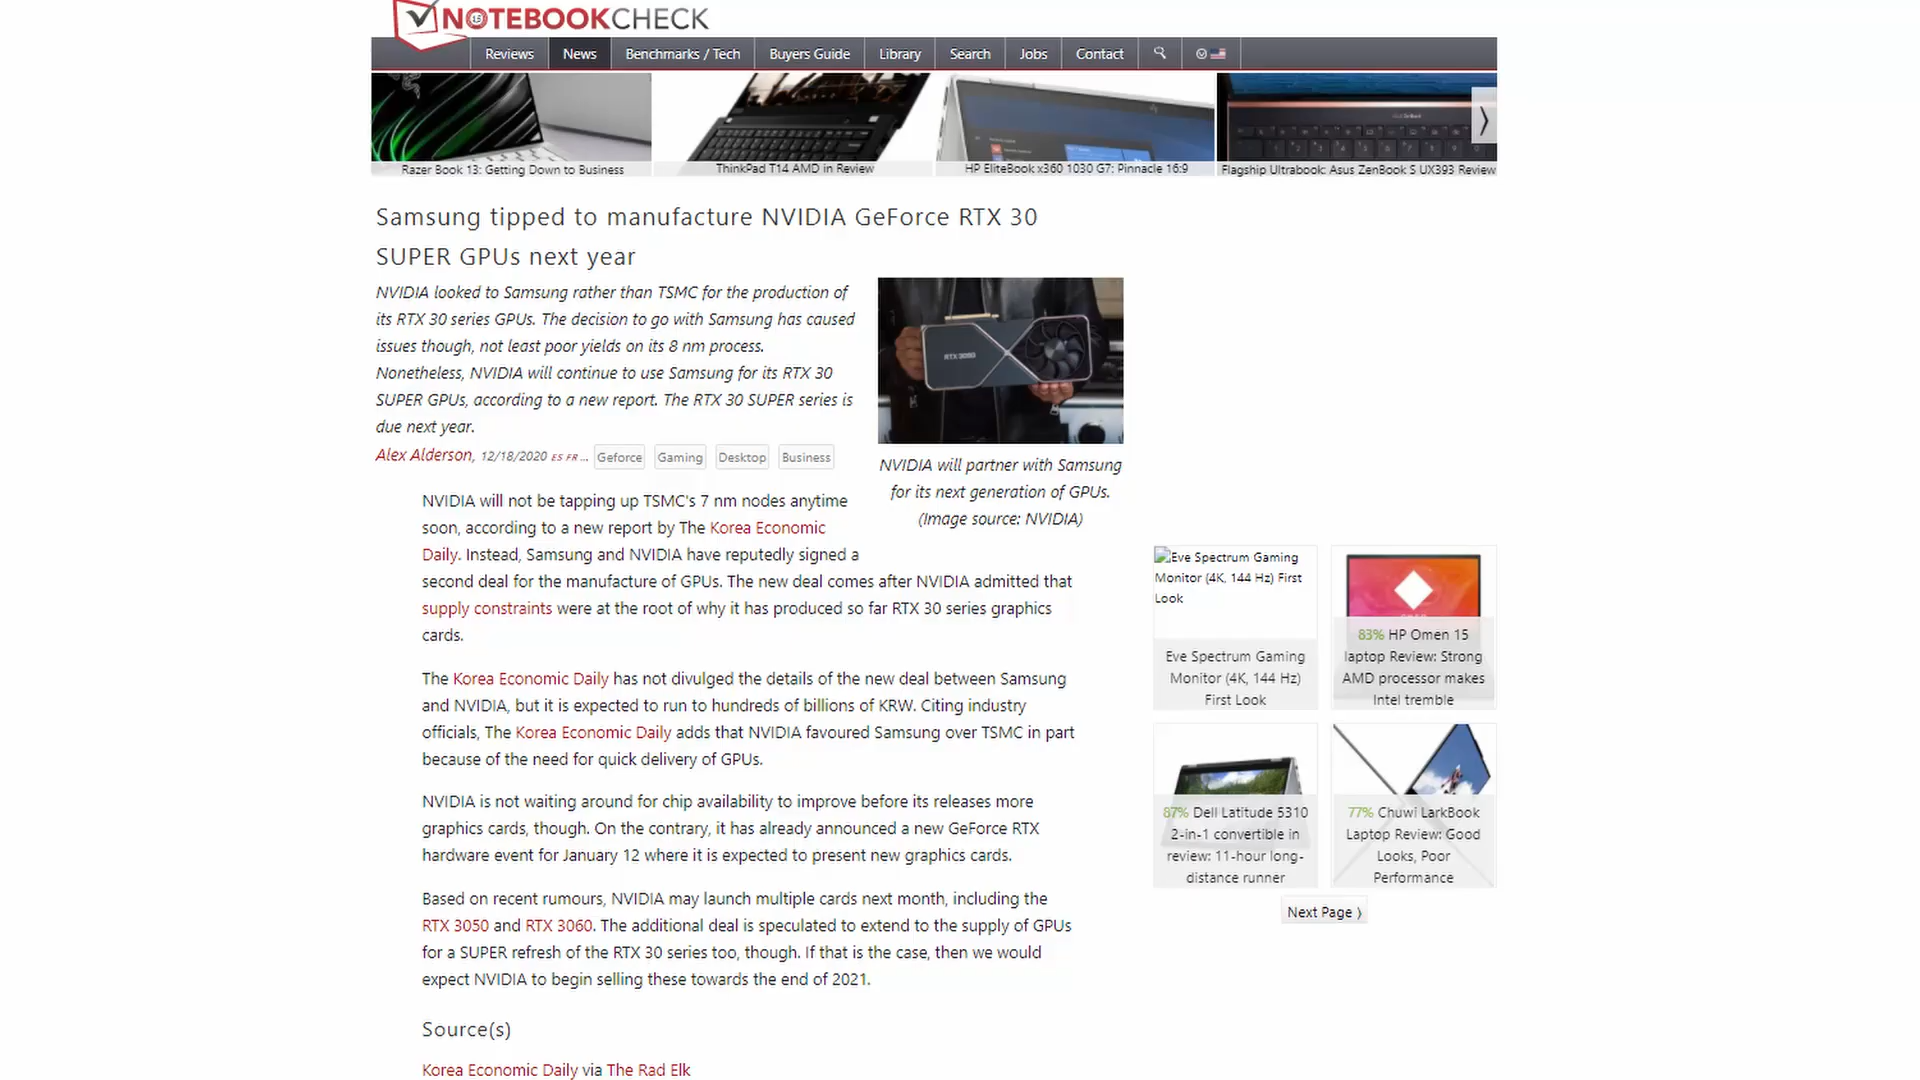 NOTEBOOKCHECK
Reviews News Benchmarks / Tech Buyers Guide Library Search Jobs Contact
Razer Book 13: Getting Down to Business
ThinkPad T14 AMD in Review
HP EliteBook x360 1030 G7: Pinnacle 16:9
Flagship Ultrabook: Asus ZenBook S UX393 Review
Samsung tipped to manufacture NVIDIA GeForce RTX 30
SUPER GPUs next year
NVIDIA looked to Samsung rather than TSMC for the production of
its RTX 30 series GPUs. The decision to go with Samsung has caused
issues though, not least poor yields on its 8 nm process.
Nonetheless, NVIDIA will continue to use Samsung for its RTX 30
SUPER GPUs, according to a new report. The RTX 30 SUPER series is
due next year.
Alex Alderson, 12/18/2020 ES FR ... Geforce Gaming Desktop Business
RTX 3090
NVIDIA will partner with Samsung
for its next generation of GPUs.
(Image source: NVIDIA)
NVIDIA will not be tapping up TSMC's 7 nm nodes anytime
soon, according to a new report by The Korea Economic
Daily. Instead, Samsung and NVIDIA have reputedly signed a
second deal for the manufacture of GPUs. The new deal comes after NVIDIA admitted that
supply constraints were at the root of why it has produced so far RTX 30 series graphics
cards.
The Korea Economic Daily has not divulged the details of the new deal between Samsung
and NVIDIA, but it is expected to run to hundreds of billions of KRW. Citing industry
officials, The Korea Economic Daily adds that NVIDIA favoured Samsung over TSMC in part
because of the need for quick delivery of GPUs.
NVIDIA is not waiting around for chip availability to improve before its releases more
graphics cards, though. On the contrary, it has already announced a new GeForce RTX
hardware event for January 12 where it is expected to present new graphics cards.
Based on recent rumours, NVIDIA may launch multiple cards next month, including the
RTX 3050 and RTX 3060. The additional deal is speculated to extend to the supply of GPUs
for a SUPER refresh of the RTX 30 series too, though. If that is the case, then we would
expect NVIDIA to begin selling these towards the end of 2021.
Source(s)
Korea Economic Daily via The Rad Elk
Eve Spectrum Gaming
Monitor (4K, 144 Hz) First
Look
Eve Spectrum Gaming
Monitor (4K, 144 Hz)
First Look
83% HP Omen 15
laptop Review: Strong
AMD processor makes
Intel tremble
87% Dell Latitude 5310
2-in-1 convertible in
review: 11-hour long-
distance runner
77% Chuwi LarkBook
Laptop Review: Good
Looks, Poor
Performance
Next Page ⟩